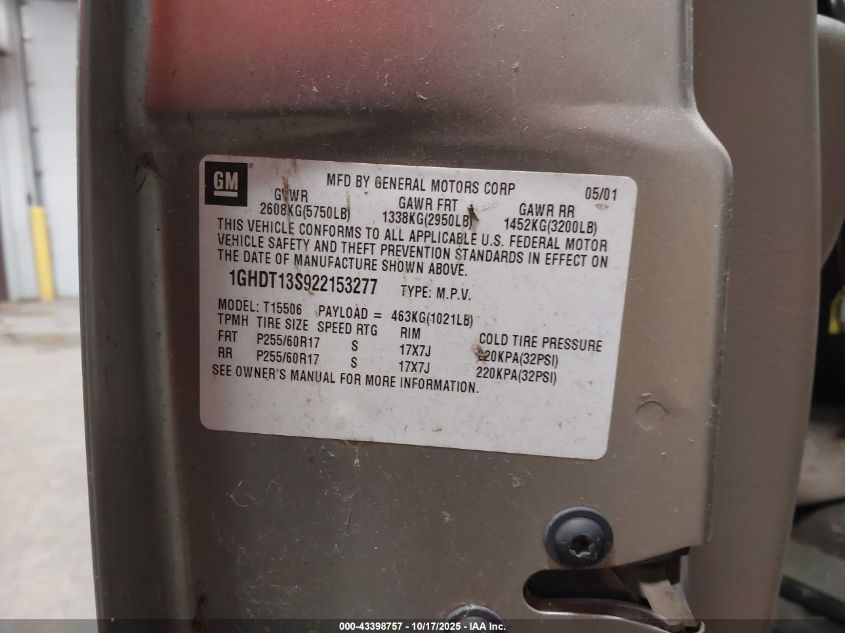 GM
MFD BY GENERAL MOTORS CORP 05/01
GVWR GAWR FRT GAWR RR
2608KG(5750LB) 1338KG(2950LB) 1452KG(3200LB)
THIS VEHICLE CONFORMS TO ALL APPLICABLE U.S. FEDERAL MOTOR
VEHICLE SAFETY AND THEFT PREVENTION STANDARDS IN EFFECT ON
THE DATE OF MANUFACTURE SHOWN ABOVE.
1GHDT13S922153277 TYPE: M.P.V.
MODEL: T15506 PAYLOAD = 463KG(1021LB)
TPMH TIRE SIZE SPEED RTG RIM COLD TIRE PRESSURE
FRT P255/60R17 S 17X7J 220KPA(32PSI)
RR P255/60R17 S 17X7J 220KPA(32PSI)
SEE OWNER'S MANUAL FOR MORE INFORMATION.
000-43398757 - 10/17/2025 - IAA Inc.